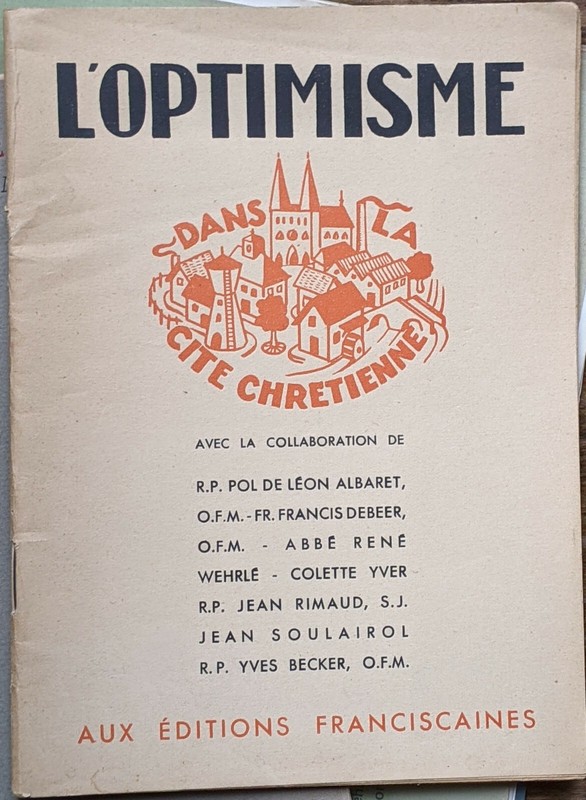 L'OPTIMISME
DANS LA
CITE CHRETIENNE
AVEC LA COLLABORATION DE
R.P. POL DE LÉON ALBARET,
O.F.M. - FR. FRANCIS DEBEER,
O.F.M. - ABBÉ RENÉ
WEHRLÉ - COLETTE YVER
R.P. JEAN RIMAUD, S.J.
JEAN SOULAIROL
R.P. YVES BECKER, O.F.M.
AUX ÉDITIONS FRANCISCAINES